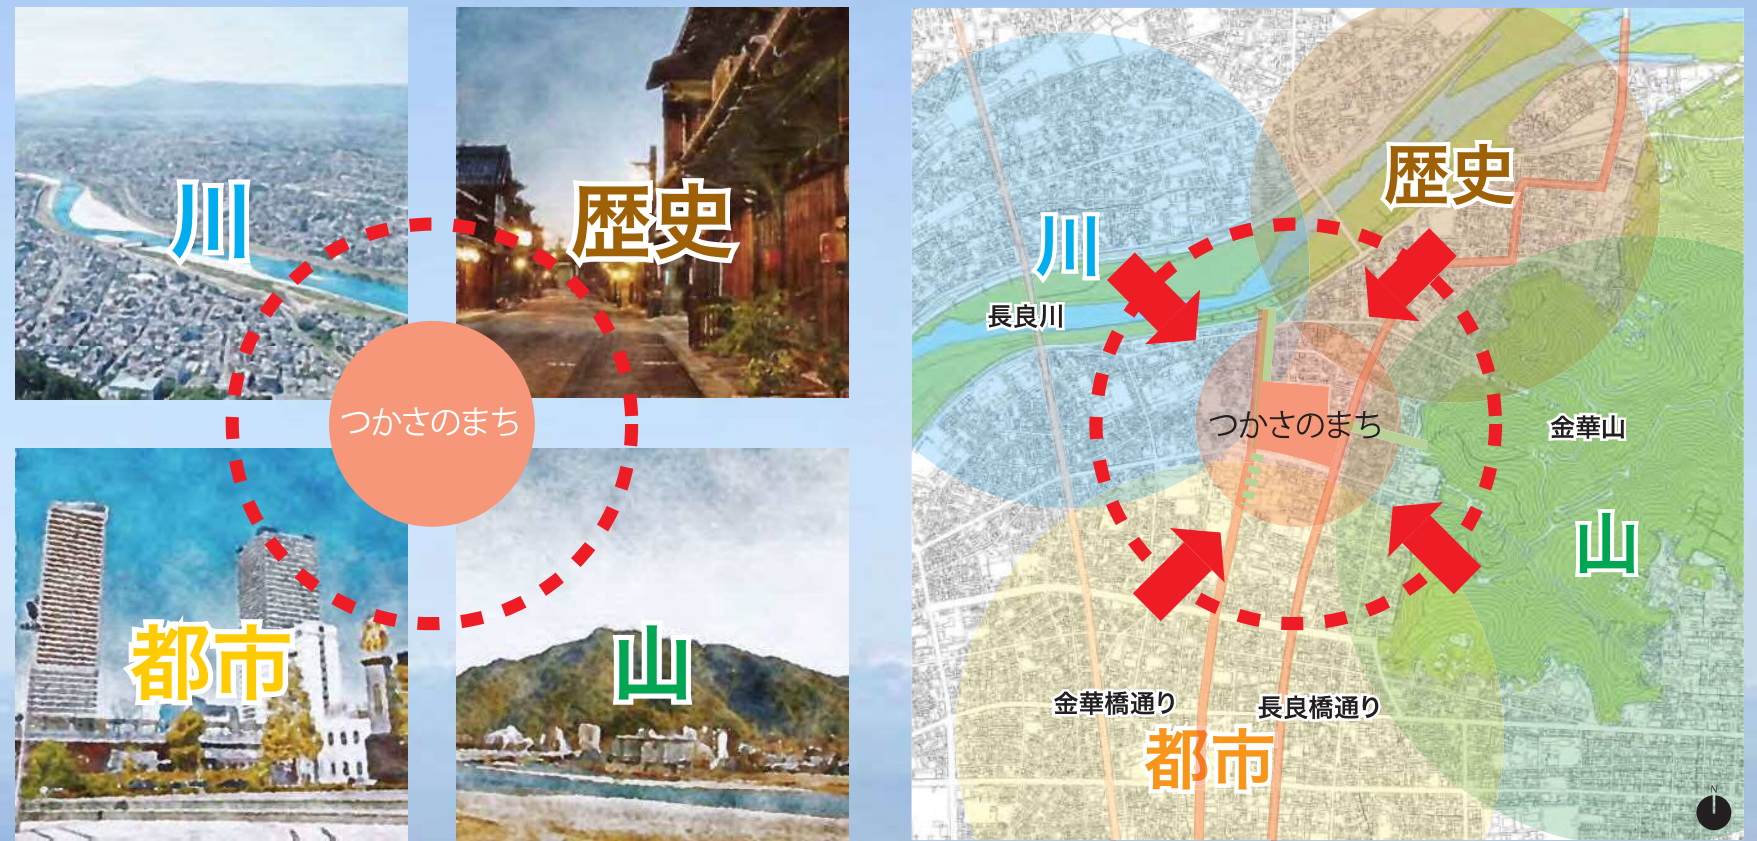 川
歴史
つかさのまち
都市
山
歴史
川
長良川
つかさのまち
金華山
山
金華橋通り
長良橋通り
都市
N